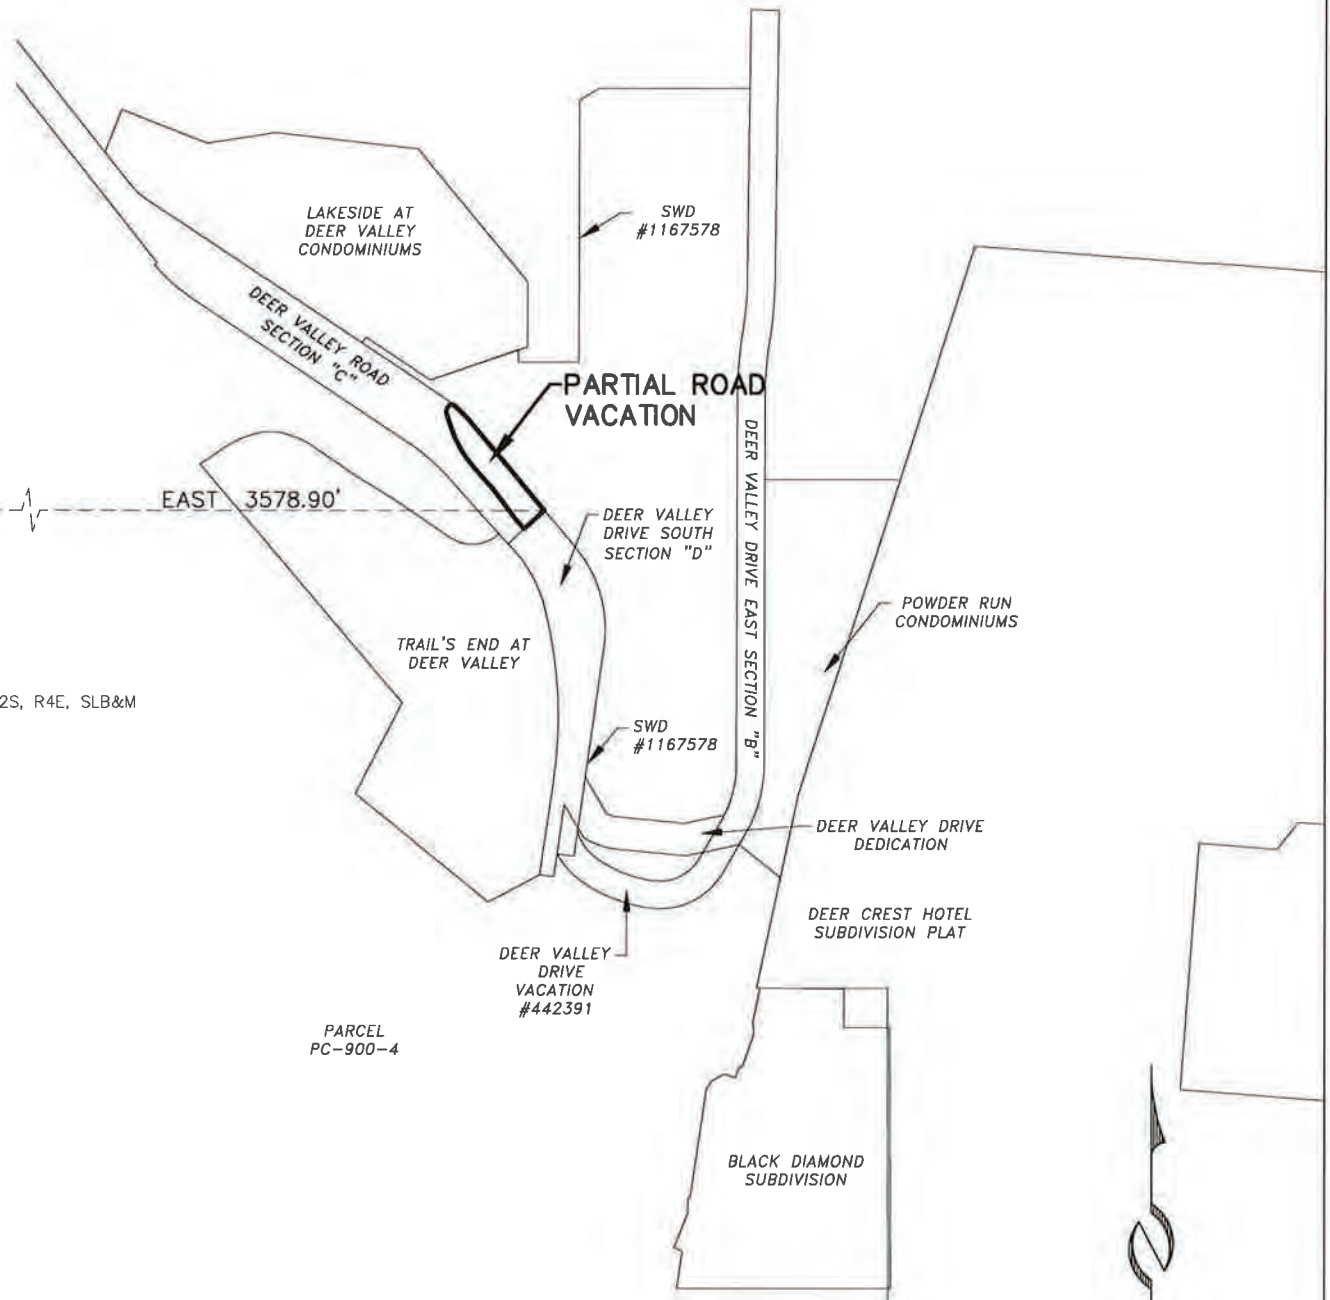 LAKESIDE AT
DEER VALLEY
CONDOMINIUMS
SWD
#1167578
DEER VALLEY ROAD
SECTION "C"
PARTIAL ROAD
VACATION
EAST 3578.90'
DEER VALLEY
DRIVE SOUTH
SECTION "D"
DEER VALLEY DRIVE EAST SECTION "B"
POWDER RUN
CONDOMINIUMS
TRAIL'S END AT
DEER VALLEY
2S, R4E, SLB&M
SWD
#1167578
DEER VALLEY DRIVE
DEDICATION
DEER CREST HOTEL
SUBDIVISION PLAT
DEER VALLEY
DRIVE
VACATION
#442391
PARCEL
PC-900-4
BLACK DIAMOND
SUBDIVISION
N